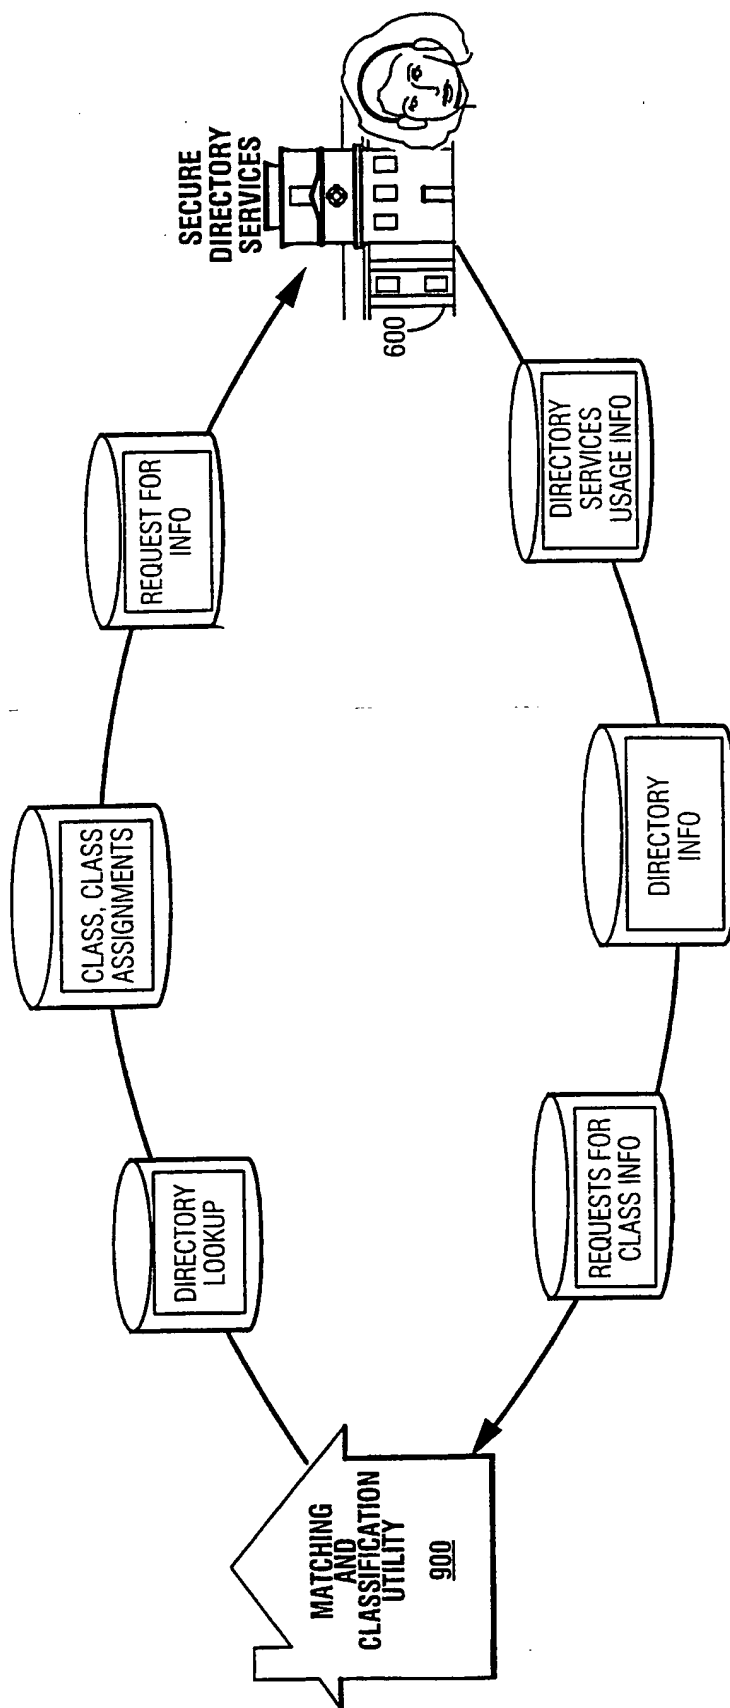 MATCHING
AND
CLASSIFICATION
UTILITY
900
DIRECTORY
LOOKUP
CLASS, CLASS
ASSIGNMENTS
REQUEST FOR
INFO
SECURE
DIRECTORY
SERVICES
600
DIRECTORY
SERVICES
USAGE INFO
DIRECTORY
INFO
REQUESTS FOR
CLASS INFO